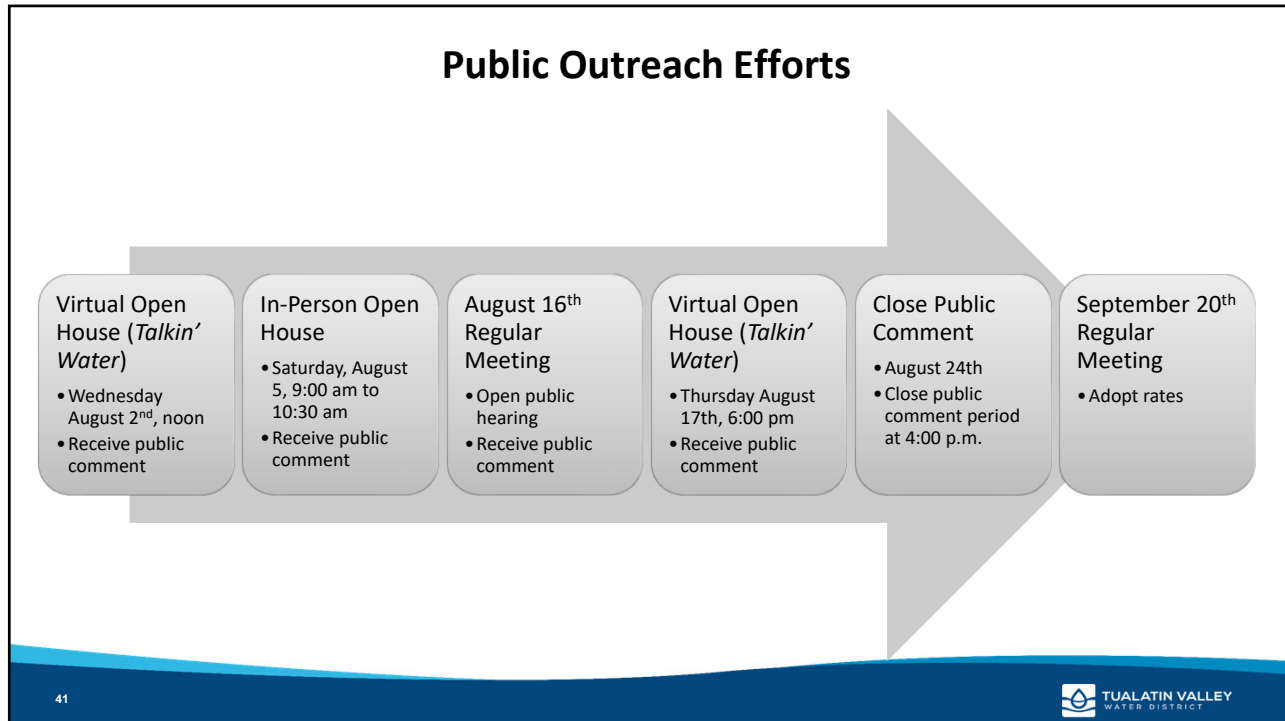 Public Outreach Efforts
Virtual Open
House (Talkin’
Water)
•Wednesday
August 2nd, noon
•Receive public
comment
In-Person Open
House
•Saturday, August
5, 9:00 am to
10:30 am
•Receive public
comment
August 16th
Regular
Meeting
•Open public
hearing
•Receive public
comment
Virtual Open
House (Talkin’
Water)
•Thursday August
17th, 6:00 pm
•Receive public
comment
Close Public
Comment
•August 24th
•Close public
comment period
at 4:00 p.m.
September 20th
Regular
Meeting
•Adopt rates
41
TUALATIN VALLEY
WATER DISTRICT